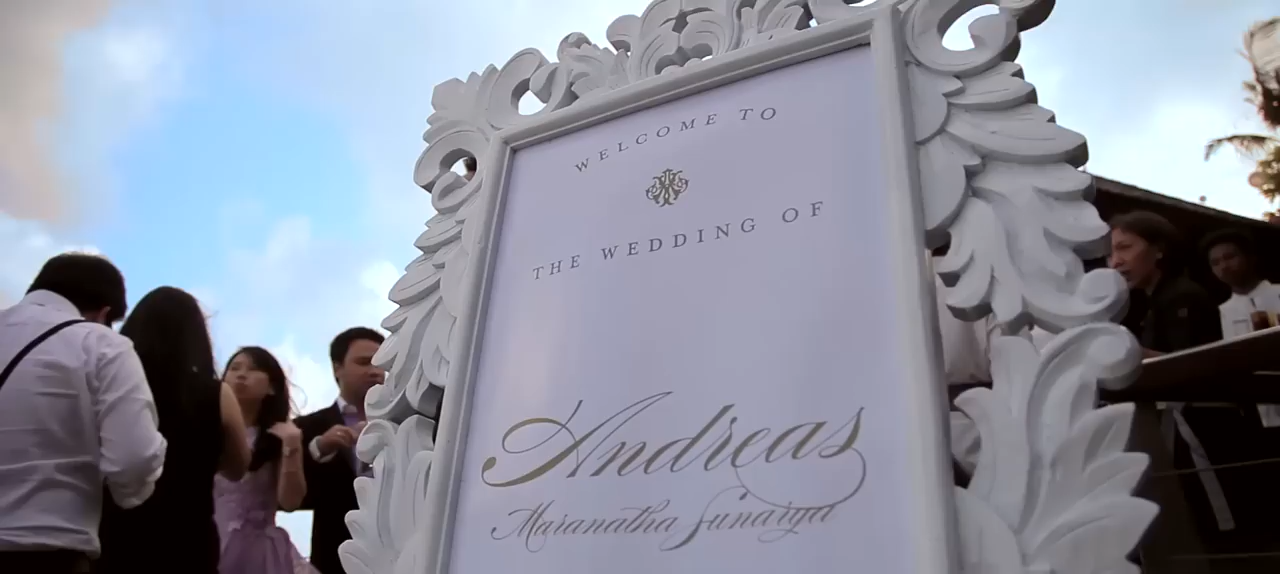 WELCOME TO
THE WEDDING OF
Andreas
Maranatha Sunarya